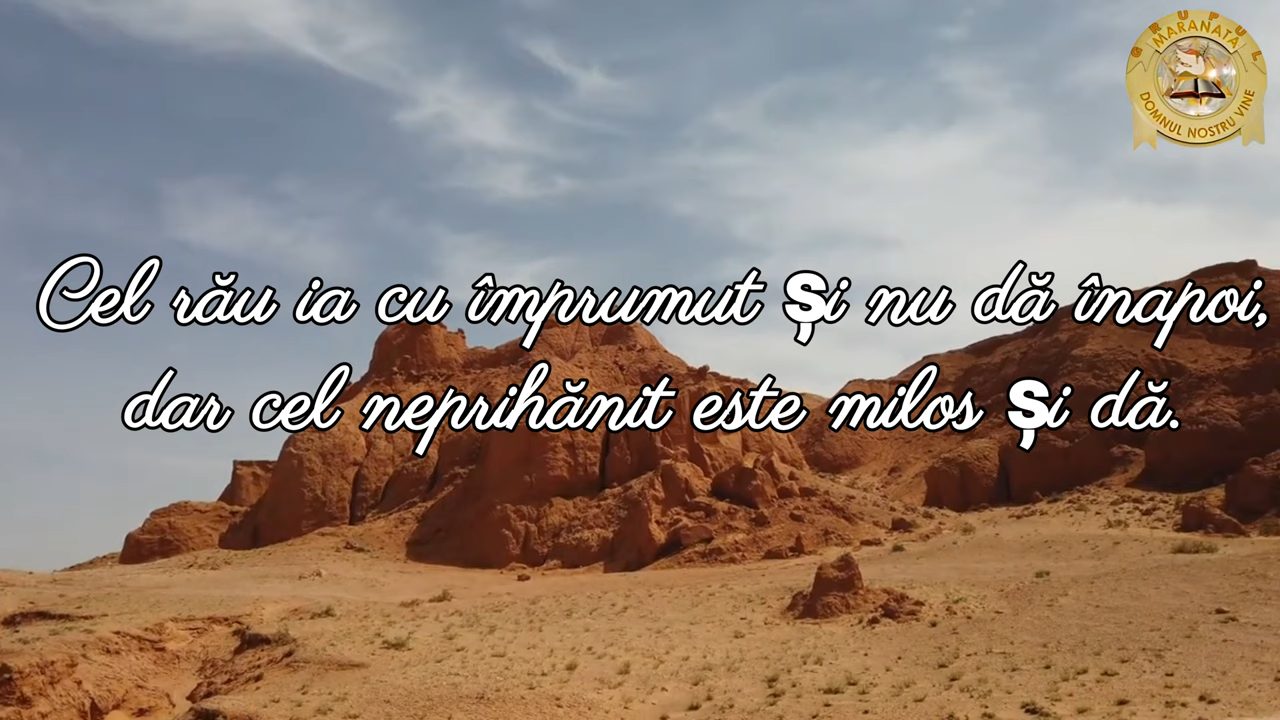 GRUPUL
MARANATA
DOMNUL NOSTRU VINE
Cel rău ia cu împrumut și nu dă înapoi,
dar cel neprihănit este milos și dă.